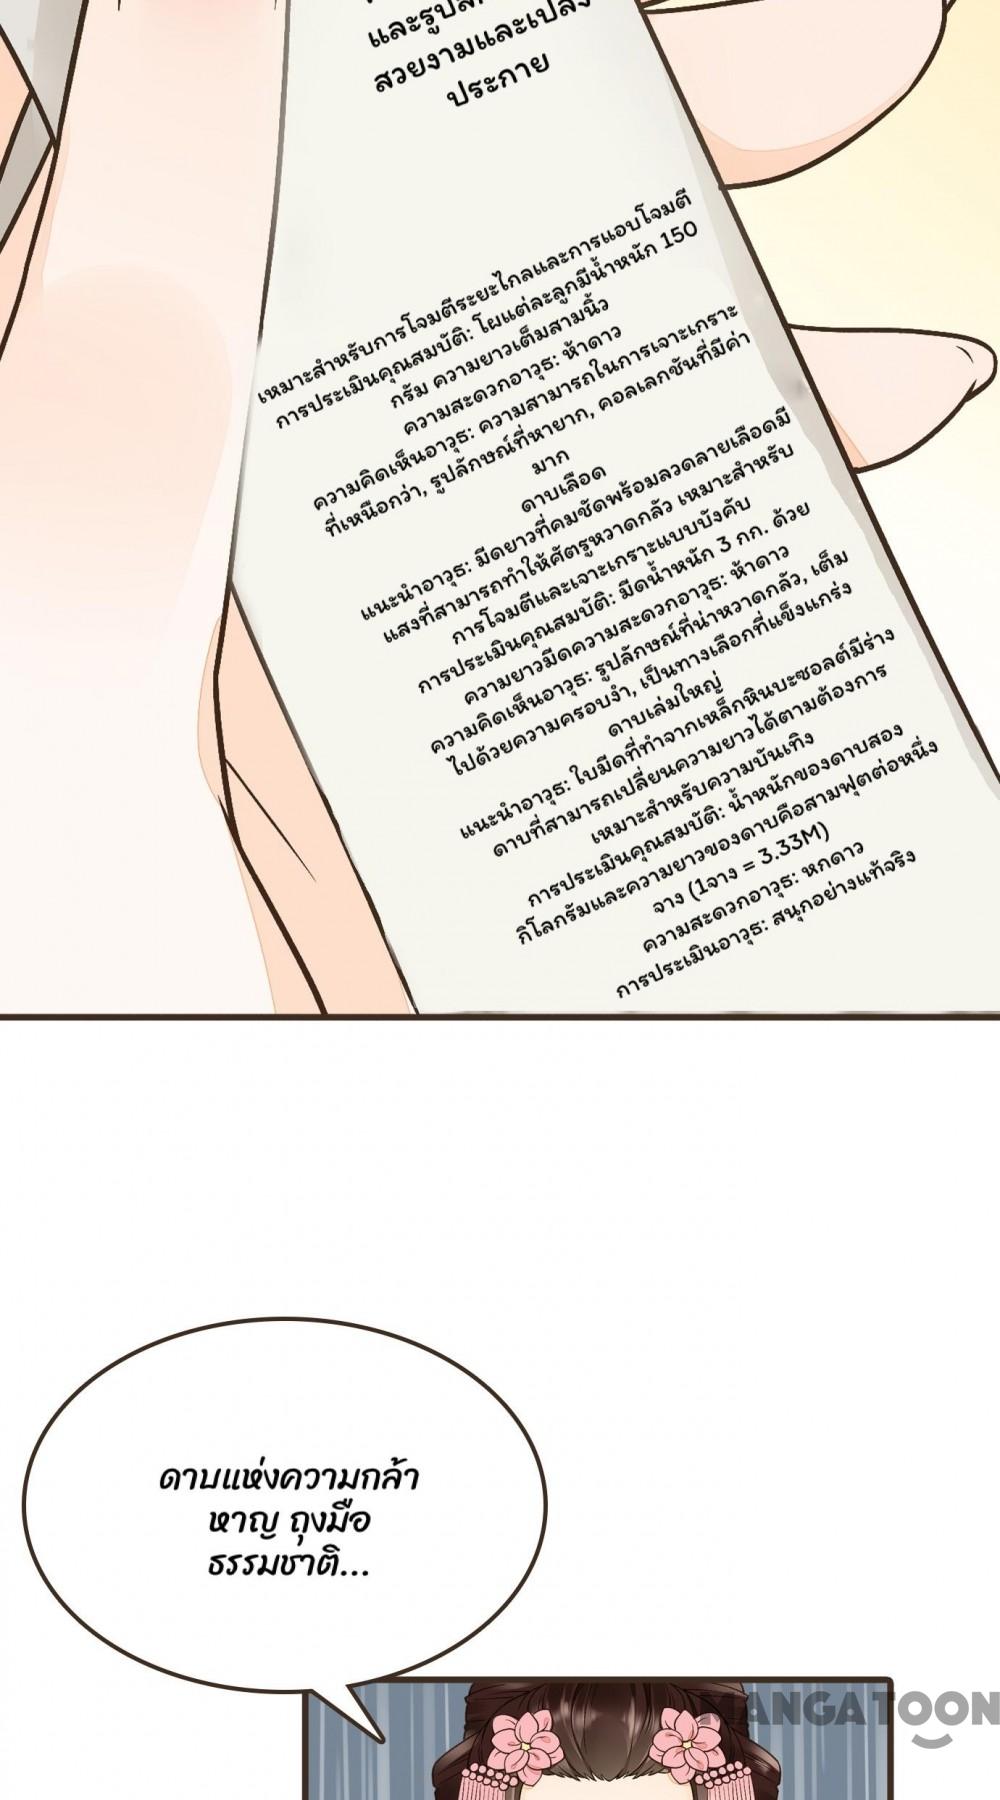 และรูปลัก
สวยงามและเปล่ง
ประกาย
เหมาะสำหรับการโจมตีระยะไกลและการแอบโจมตี
การประเมินคุณสมบัติ: โผแต่ละลูกมีน้ำหนัก 150
กรัม ความยาวเต็มสามนิ้ว
ความสะดวกอาวุธ: ห้าดาว
ความคิดเห็นอาวุธ: ความสามารถในการเจาะเกราะ
ที่เหนือกว่า, รูปลักษณ์ที่หายาก, คอลเลกชันที่มีค่า
มาก
ดาบเลือด
แนะนำอาวุธ: มีดยาวที่คมชัดพร้อมลวดลายเลือดมี
แสงที่สามารถทำให้ศัตรูหวาดกลัว เหมาะสำหรับ
การโจมตีและเจาะเกราะแบบบังคับ
การประเมินคุณสมบัติ: มีดน้ำหนัก 3 กก. ด้วย
ความยาวมีดความสะดวกอาวุธ: ห้าดาว
ความคิดเห็นอาวุธ: รูปลักษณ์ที่น่าหวาดกลัว, เต็ม
ไปด้วยความครอบงำ, เป็นทางเลือกที่แข็งแกร่ง
ดาบเล่มใหญ่
แนะนำอาวุธ: ใบมีดที่ทำจากเหล็กหินบะซอลต์มีร่าง
ดาบที่สามารถเปลี่ยนความยาวได้ตามต้องการ
เหมาะสำหรับความบันเทิง
การประเมินคุณสมบัติ: น้ำหนักของดาบสอง
กิโลกรัมและความยาวของดาบคือสามฟุตต่อหนึ่ง
จาง (1จาง = 3.33M)
ความสะดวกอาวุธ: หกดาว
การประเมินอาวุธ: สนุกอย่างแท้จริง
ดาบแห่งความกล้า
หาญ ถุงมือ
ธรรมชาติ...
MANGATOON